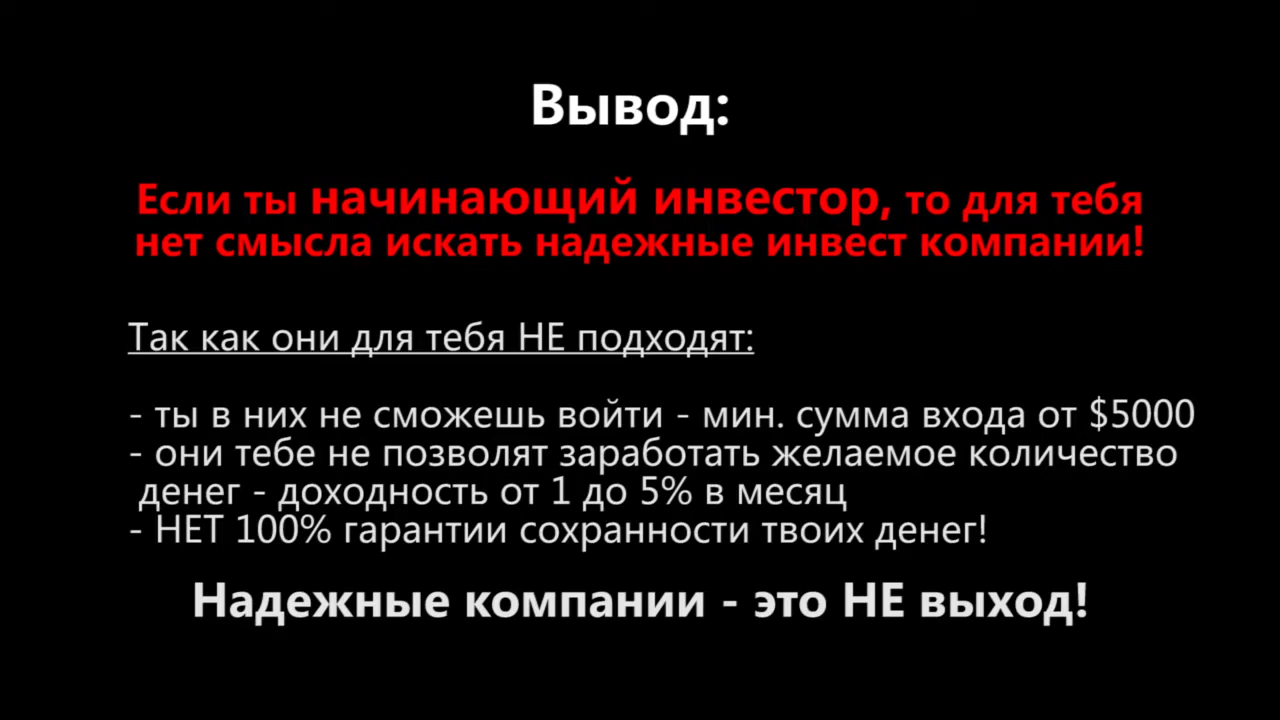 Вывод:
Если ты начинающий инвестор, то для тебя
нет смысла искать надежные инвест компании!
Так как они для тебя НЕ подходят:
- ты в них не сможешь войти - мин. сумма входа от $5000
- они тебе не позволят заработать желаемое количество
денег - доходность от 1 до 5% в месяц
- НЕТ 100% гарантии сохранности твоих денег!
Надежные компании - это НЕ выход!